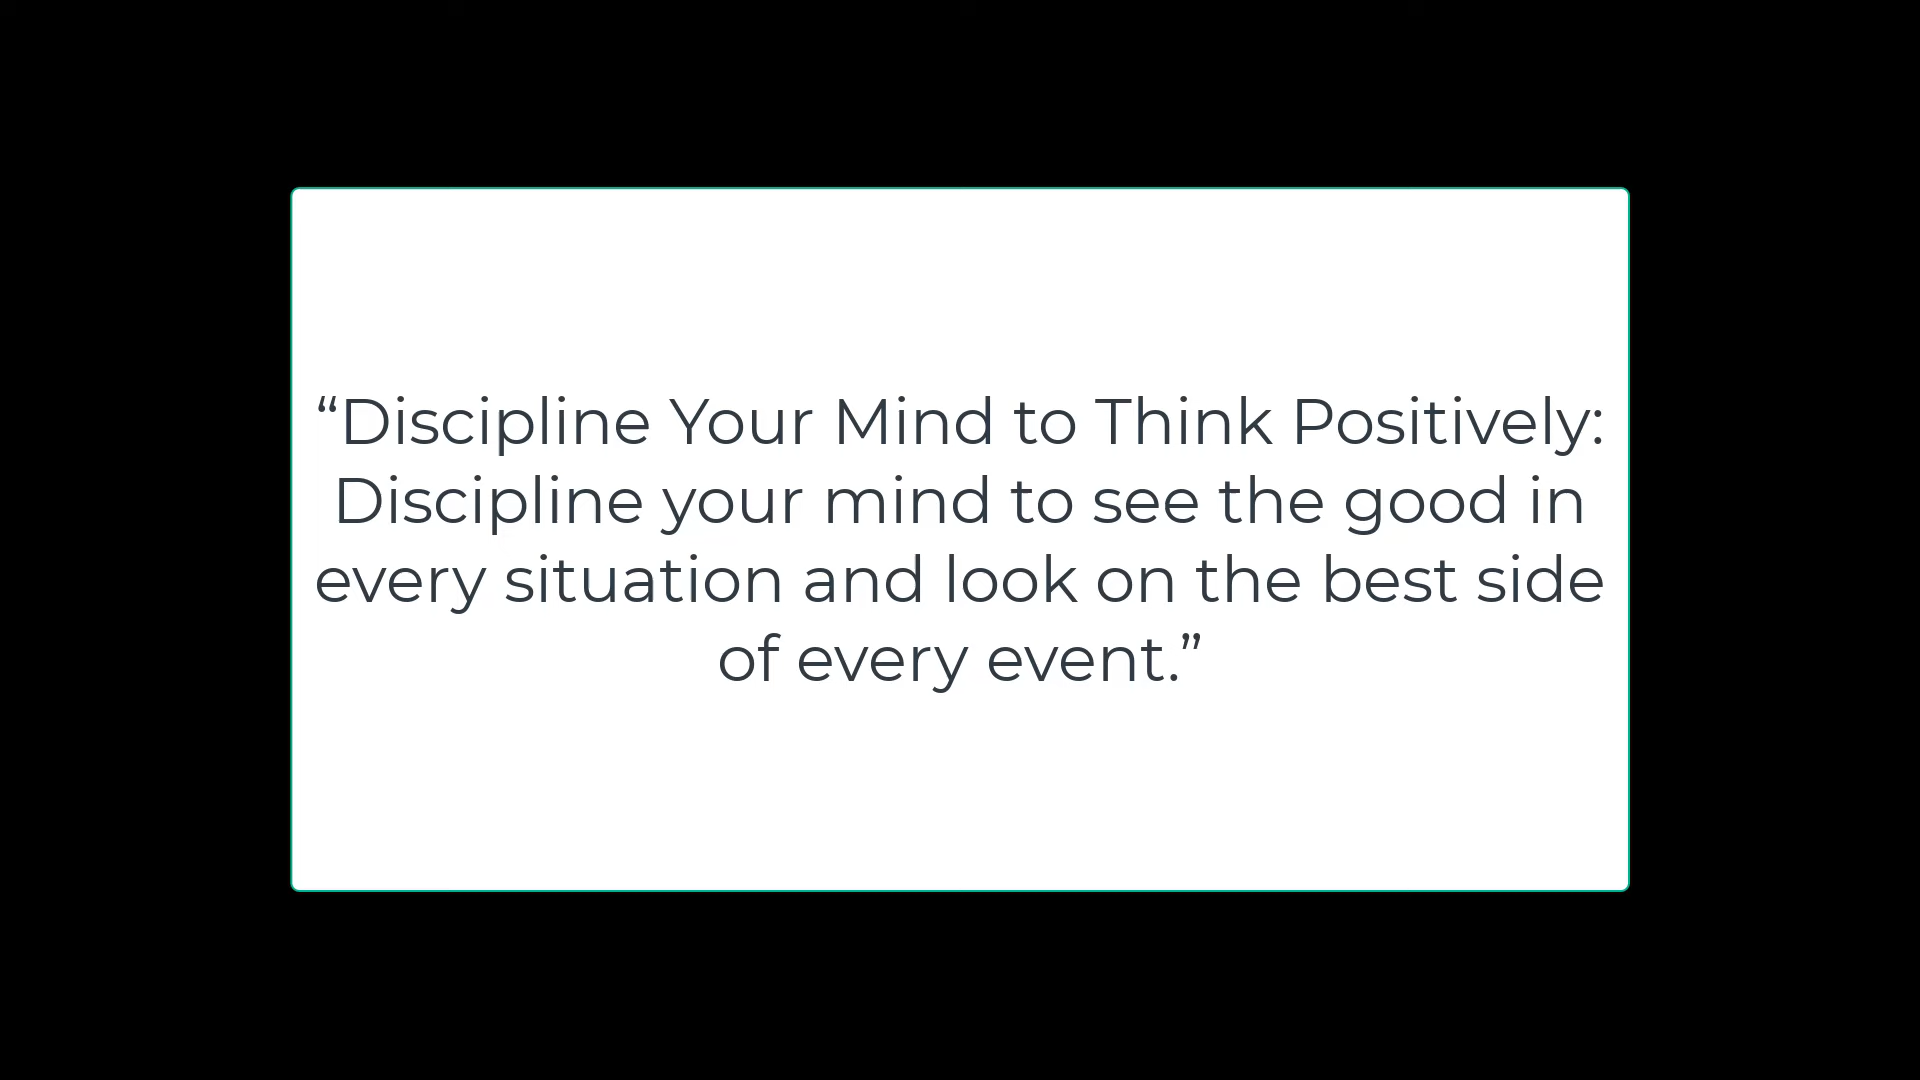 “Discipline Your Mind to Think Positively:
Discipline your mind to see the good in
every situation and look on the best side
of every event.”